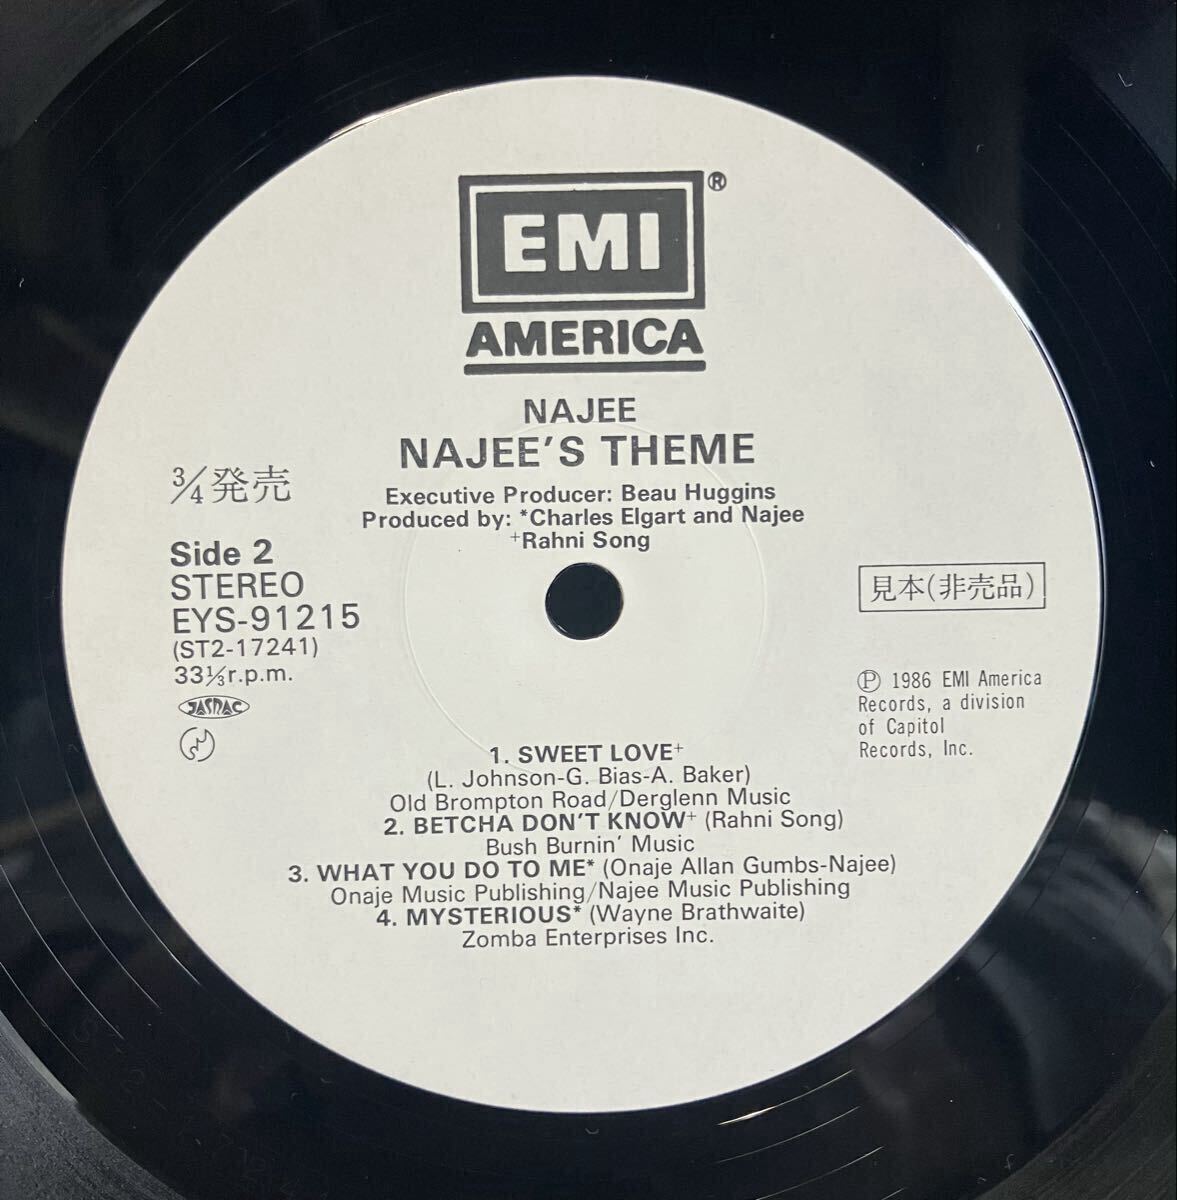 EMI®
AMERICA
NAJEE
NAJEE'S THEME
Executive Producer: Beau Huggins
Produced by: *Charles Elgart and Najee
+Rahni Song
3/4発売
Side 2
STEREO
EYS-91215
(ST2-17241)
33⅓r.p.m.
JASRAC
見本(非売品)
Ⓟ 1986 EMI America
Records, a division
of Capitol
Records, Inc.
1. SWEET LOVE+
(L. Johnson-G. Bias-A. Baker)
Old Brompton Road/Derglenn Music
2. BETCHA DON'T KNOW+ (Rahni Song)
Bush Burnin' Music
3. WHAT YOU DO TO ME* (Onaje Allan Gumbs-Najee)
Onaje Music Publishing/Najee Music Publishing
4. MYSTERIOUS* (Wayne Brathwaite)
Zomba Enterprises Inc.